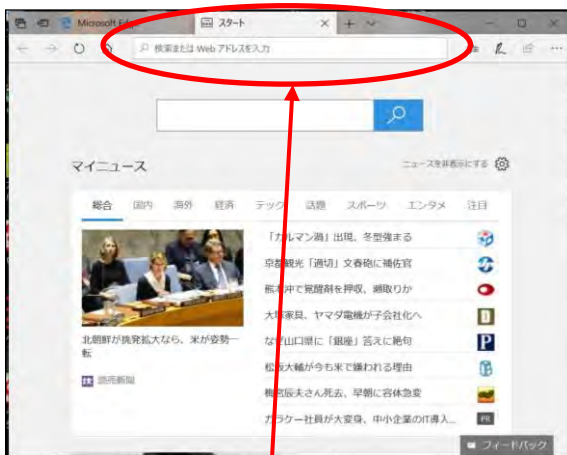 Microsoft Ed
スタート
検索または Web アドレスを入力
マイニュース
ニュースを非表示にする
総合 国内 海外 経済 テック 話題 スポーツ エンタメ 注目
「カルマン渦」出現、冬型強まる
京都観光「適切」文春砲に補佐官
熊本沖で覚醒剤を押収、瀬取りか
大塚家具、ヤマダ電機が子会社化へ
なぜ山口県に「銀座」答えに絶句
松坂大輔が今も米で嫌われる理由
梅宮辰夫さん死去、早朝に容体急変
カラケー社員が大変身、中小企業のIT導入...
PR
北朝鮮が挑発拡大なら、米が姿勢一
転
読売新聞
フィードバック